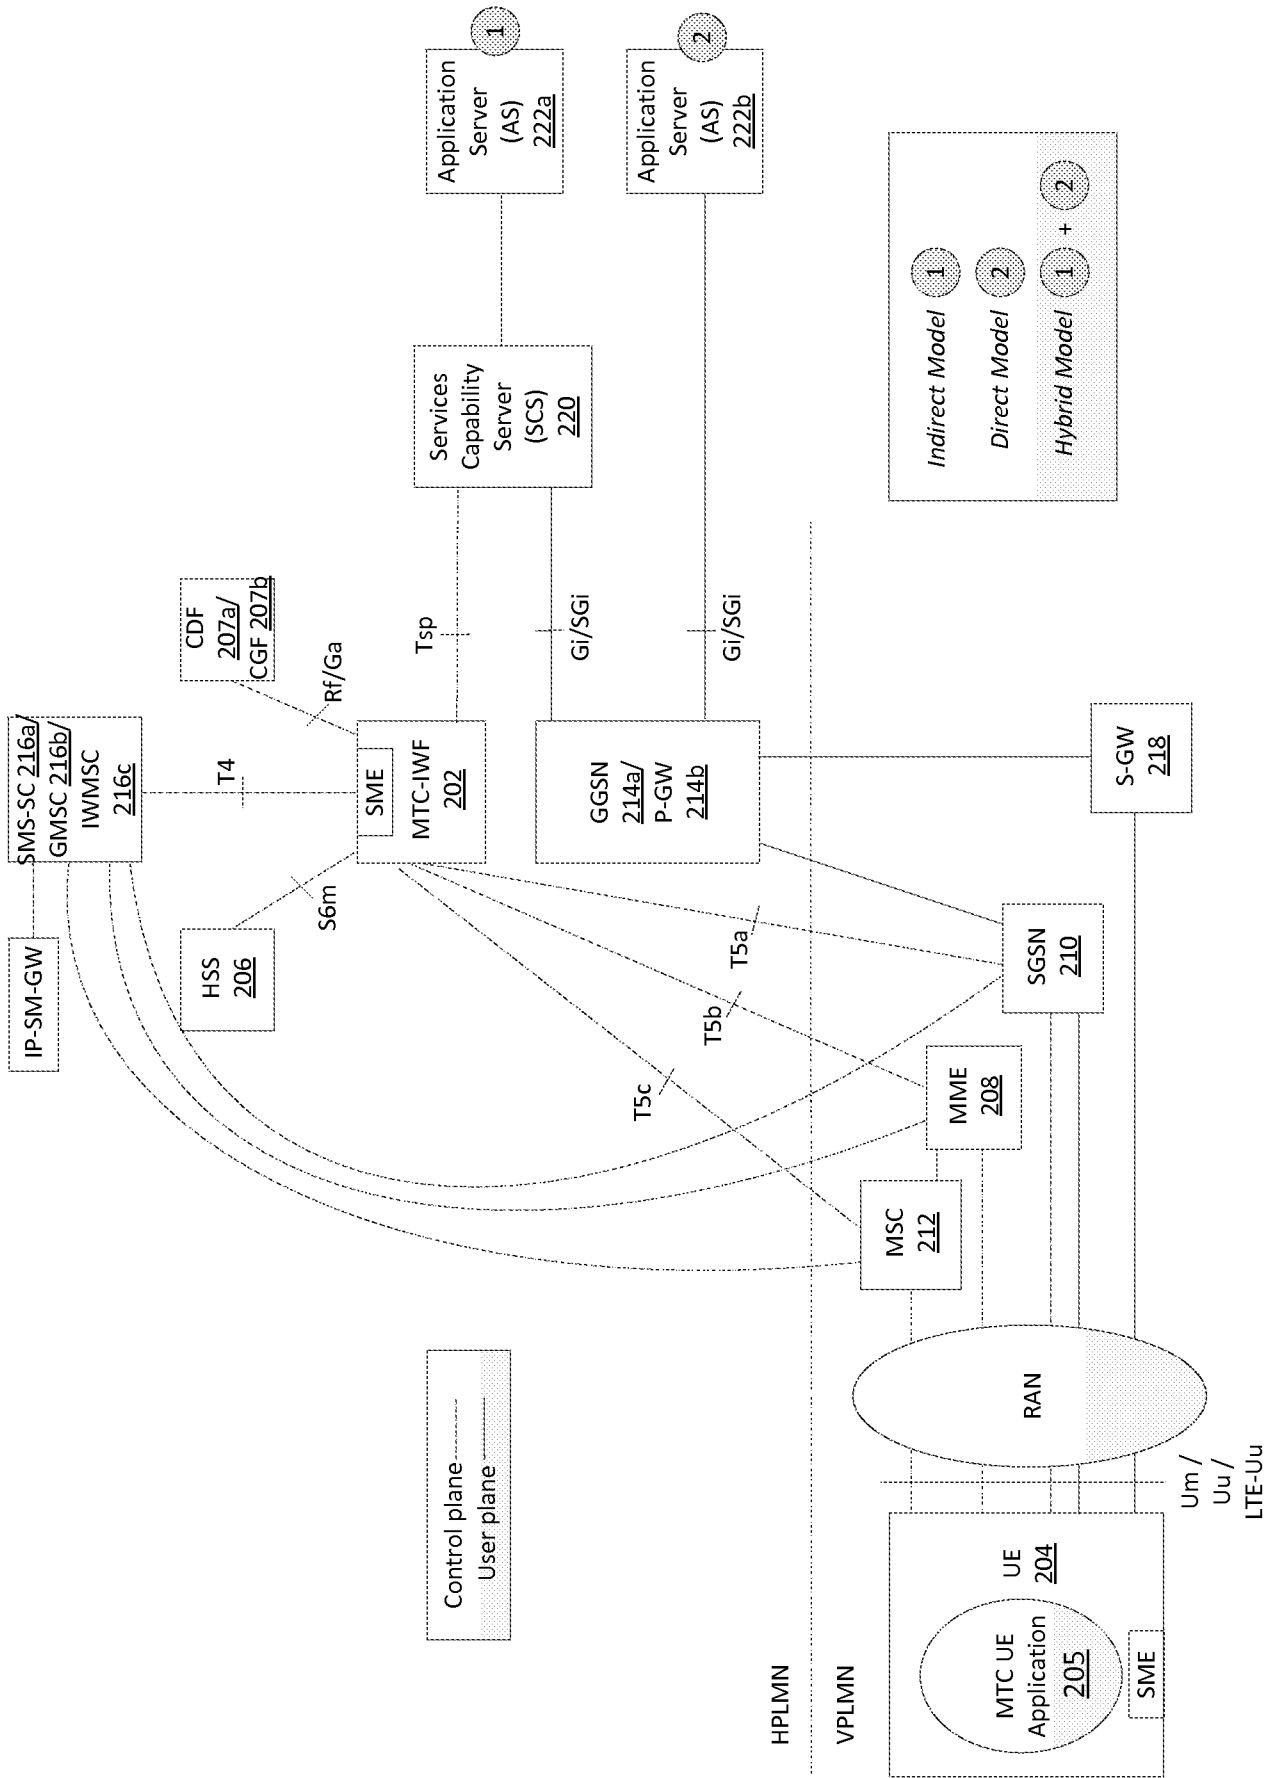 IP-SM-GW
SMS-SC 216a/
GMSC 216b/
IWMSC
216c
CDF
207a/
CGF 207b
HSS
206
T4
Rf/Ga
S6m
SME
MTC-IWF
202
Tsp
Services
Capability
Server
(SCS)
220
Application
Server
(AS)
222a
1
Application
Server
(AS)
222b
2
Gi/SGi
Gi/SGi
GGSN
214a/
P-GW
214b
T5a
T5b
T5c
Control plane
User plane
HPLMN
VPLMN
MSC
212
MME
208
SGSN
210
S-GW
218
RAN
Um /
Uu /
LTE-Uu
UE
204
MTC UE
Application
205
SME
Indirect Model 1
Direct Model 2
Hybrid Model 1 + 2